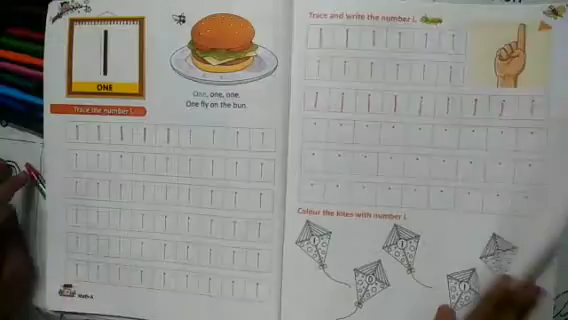 1
ONE
One, one, one,
One fly on the bun.
Trace the number 1.
Math-A
Trace and write the number 1.
Colour the kites with number 1.